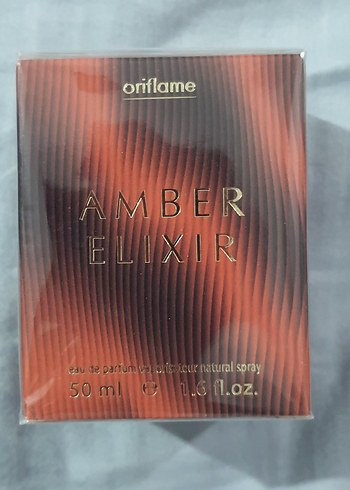 oriflame
AMBER
ELIXIR
eau de parfum vaporisateur natural spray
50 ml ℮ 1.6 fl.oz.